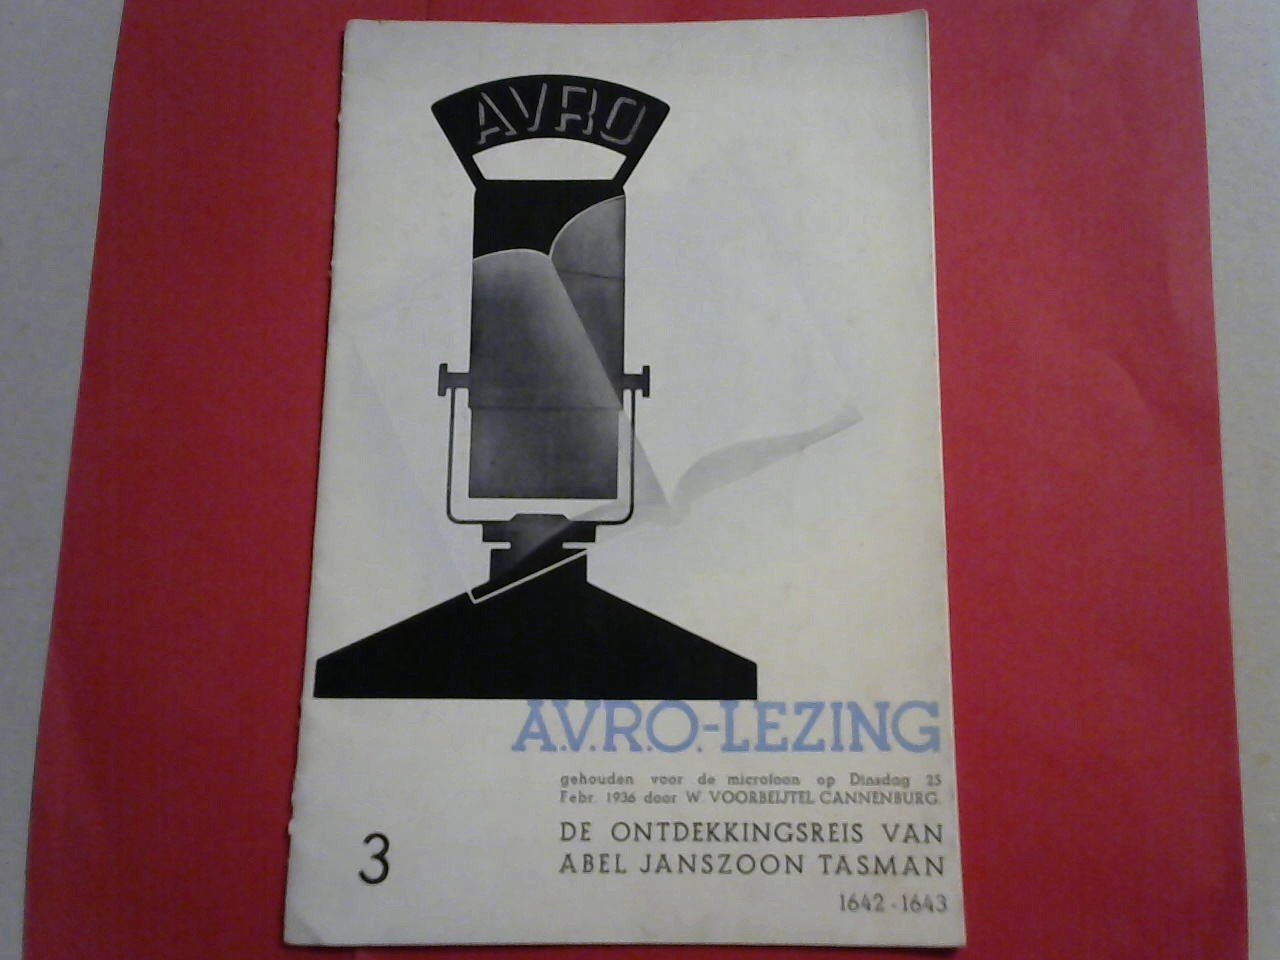 AVRO
A.V.R.O.-LEZING
gehouden voor de microfoon op Dinsdag 25
Febr. 1936 door W. VOORBEIJTEL CANNENBURG.
DE ONTDEKKINGSREIS VAN
ABEL JANSZOON TASMAN
1642-1643
3